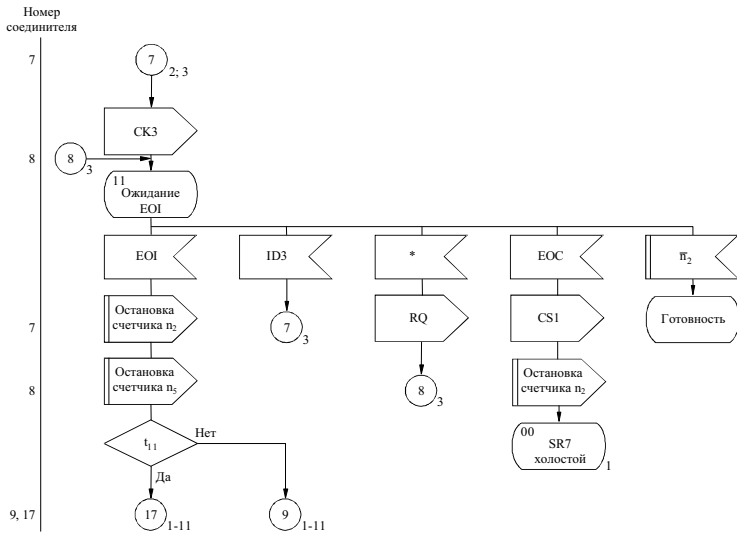 Номер
соединителя
7
7
2; 3
СК3
8
8
3
11
Ожидание
EOI
EOI
ID3
*
EOC
n̅₂
7
Остановка
счетчика n₂
7
3
RQ
CS1
Готовность
8
Остановка
счетчика n₅
8
3
Остановка
счетчика n₂
t₁₁
Нет
Да
00
SR7
холостой
1
9, 17
17
1-11
9
1-11